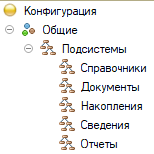 Конфигурация
Общие
Подсистемы
Справочники
Документы
Накопления
Сведения
Отчеты